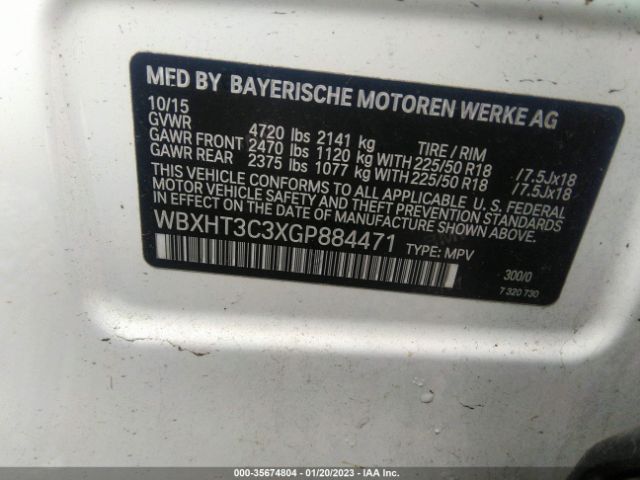 MFD BY BAYERISCHE MOTOREN WERKE AG
10/15
GVWR 4720 lbs 2141 kg TIRE / RIM
GAWR FRONT 2470 lbs 1120 kg WITH 225/50 R18 /7.5Jx18
GAWR REAR 2375 lbs 1077 kg WITH 225/50 R18 /7.5Jx18
THIS VEHICLE CONFORMS TO ALL APPLICABLE U. S. FEDERAL
MOTOR VEHICLE SAFETY AND THEFT PREVENTION STANDARDS
IN EFFECT ON THE DATE OF MANUFACTURE SHOWN ABOVE.
WBXHT3C3XGP884471 TYPE: MPV
300/0
7 320 730
000-35674804 - 01/20/2023 - IAA Inc.